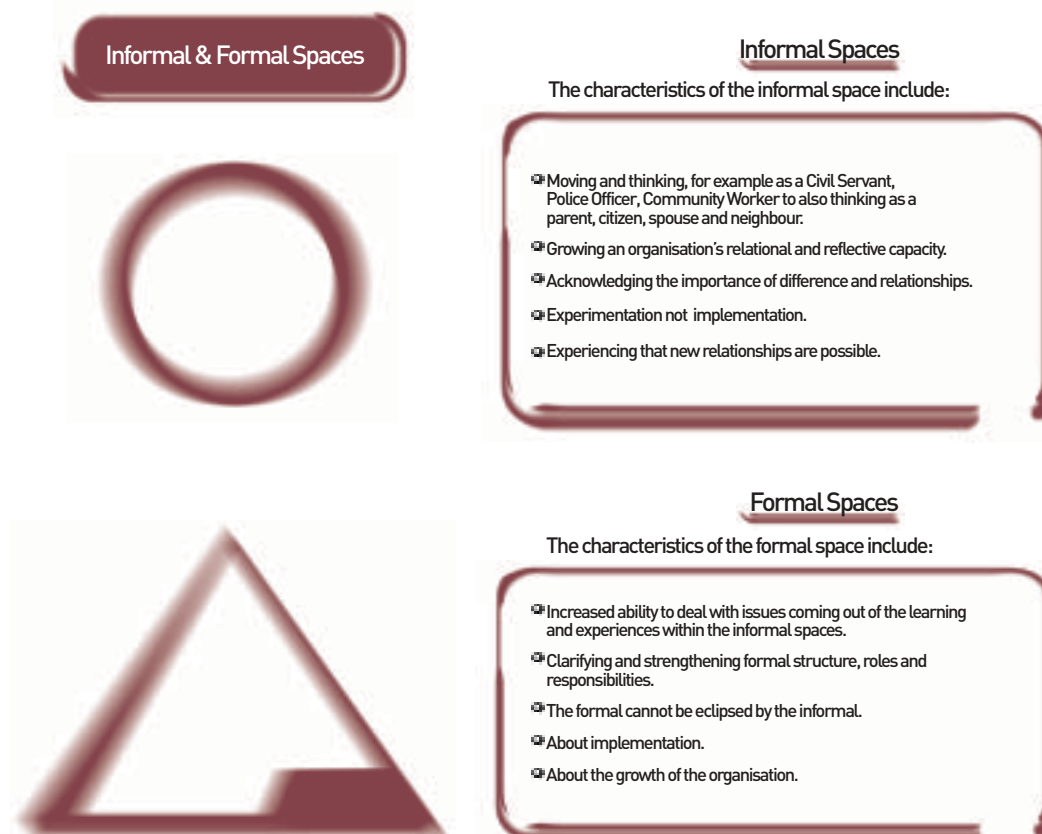 Informal & Formal Spaces
Informal Spaces
The characteristics of the informal space include:
Moving and thinking, for example as a Civil Servant,
Police Officer, Community Worker to also thinking as a
parent, citizen, spouse and neighbour.
Growing an organisation's relational and reflective capacity.
Acknowledging the importance of difference and relationships.
Experimentation not implementation.
Experiencing that new relationships are possible.
Formal Spaces
The characteristics of the formal space include:
Increased ability to deal with issues coming out of the learning
and experiences within the informal spaces.
Clarifying and strengthening formal structure, roles and
responsibilities.
The formal cannot be eclipsed by the informal.
About implementation.
About the growth of the organisation.